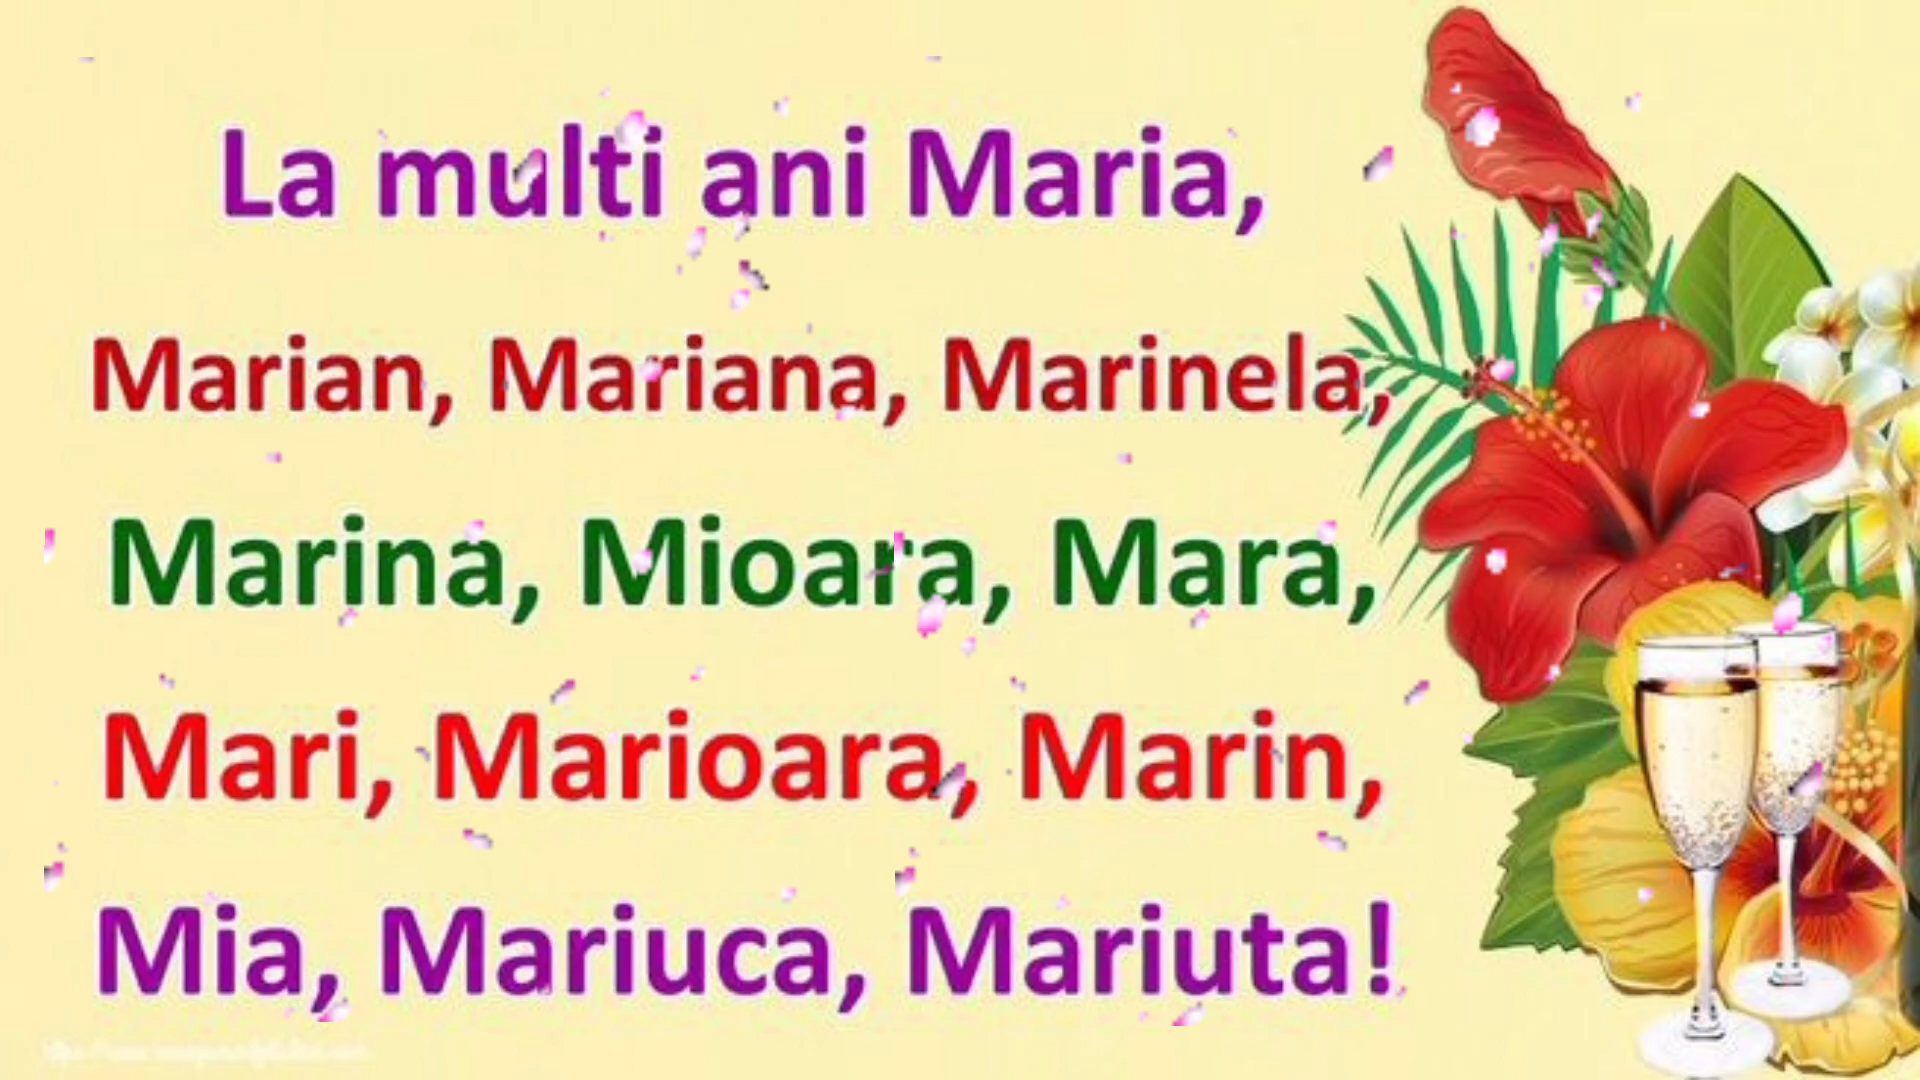 La multi ani Maria,
Marian, Mariana, Marinela,
Marina, Mioara, Mara,
Mari, Marioara, Marin,
Mia, Mariuca, Mariuta!